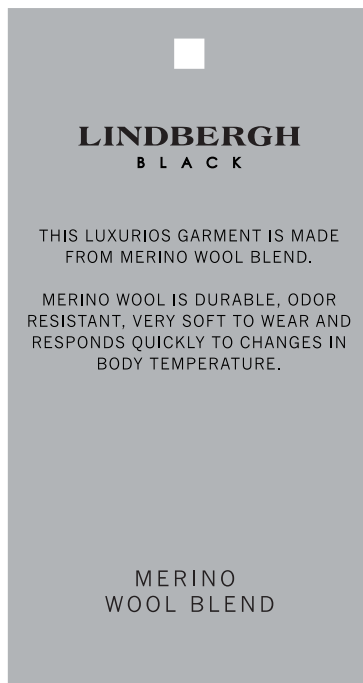 LINDBERGH
BLACK
THIS LUXURIOS GARMENT IS MADE
FROM MERINO WOOL BLEND.
MERINO WOOL IS DURABLE, ODOR
RESISTANT, VERY SOFT TO WEAR AND
RESPONDS QUICKLY TO CHANGES IN
BODY TEMPERATURE.
MERINO
WOOL BLEND